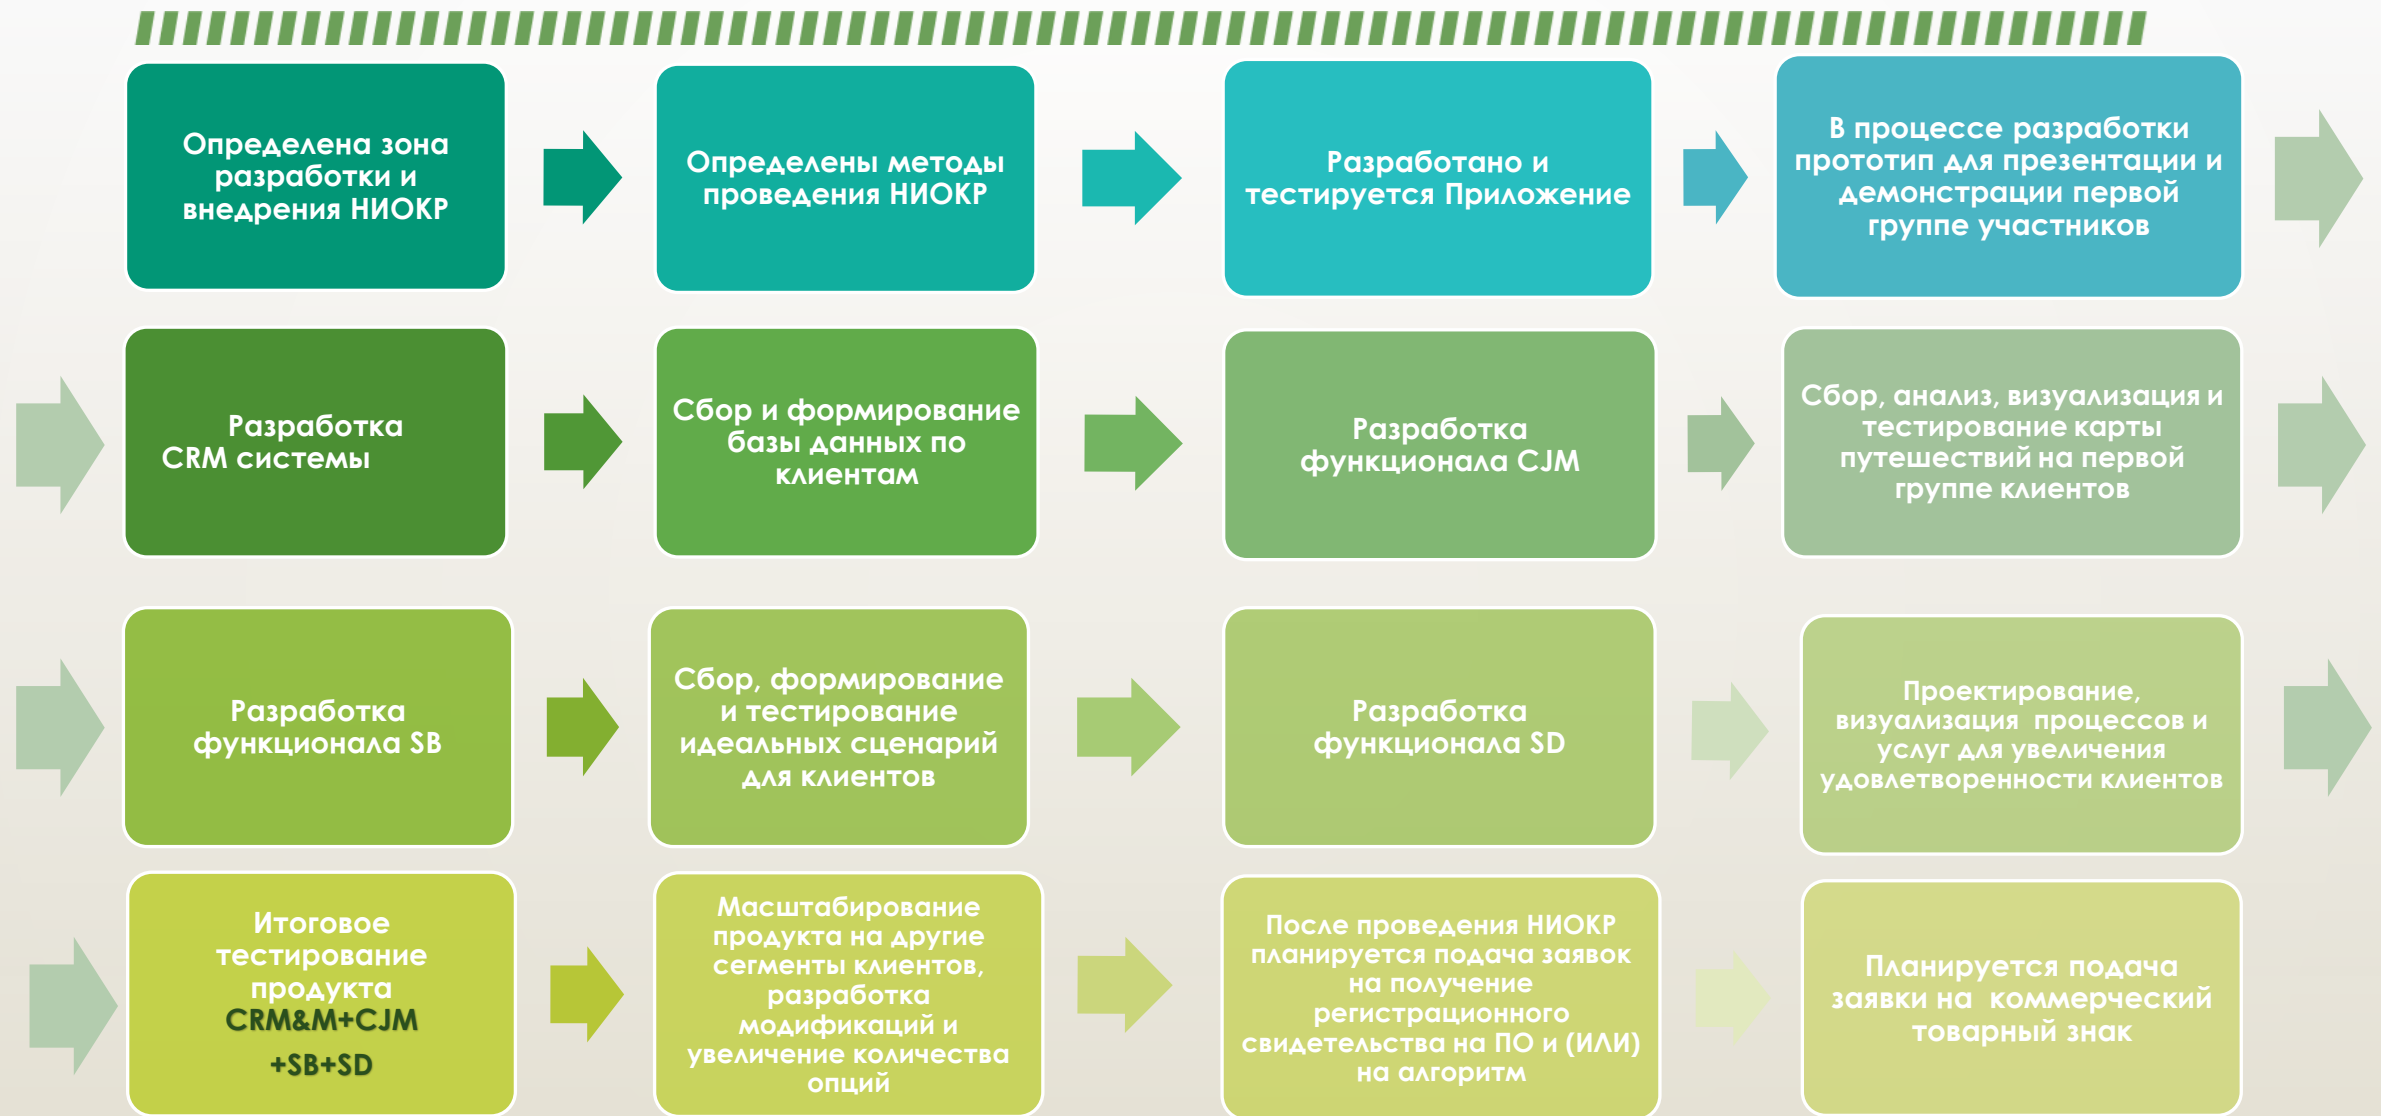 Определена зона
разработки и
внедрения НИОКР
Определены методы
проведения НИОКР
Разработано и
тестируется Приложение
В процессе разработки
прототип для презентации и
демонстрации первой
группе участников
Разработка
CRM системы
Сбор и формирование
базы данных по
клиентам
Разработка
функционала CJM
Сбор, анализ, визуализация и
тестирование карты
путешествий на первой
группе клиентов
Разработка
функционала SB
Сбор, формирование
и тестирование
идеальных сценарий
для клиентов
Разработка
функционала SD
Проектирование,
визуализация процессов и
услуг для увеличения
удовлетворенности клиентов
Итоговое
тестирование
продукта
CRM&M+CJM
+SB+SD
Масштабирование
продукта на другие
сегменты клиентов,
разработка
модификаций и
увеличение количества
опций
После проведения НИОКР
планируется подача заявок
на получение
регистрационного
свидетельства на ПО и (ИЛИ)
на алгоритм
Планируется подача
заявки на коммерческий
товарный знак